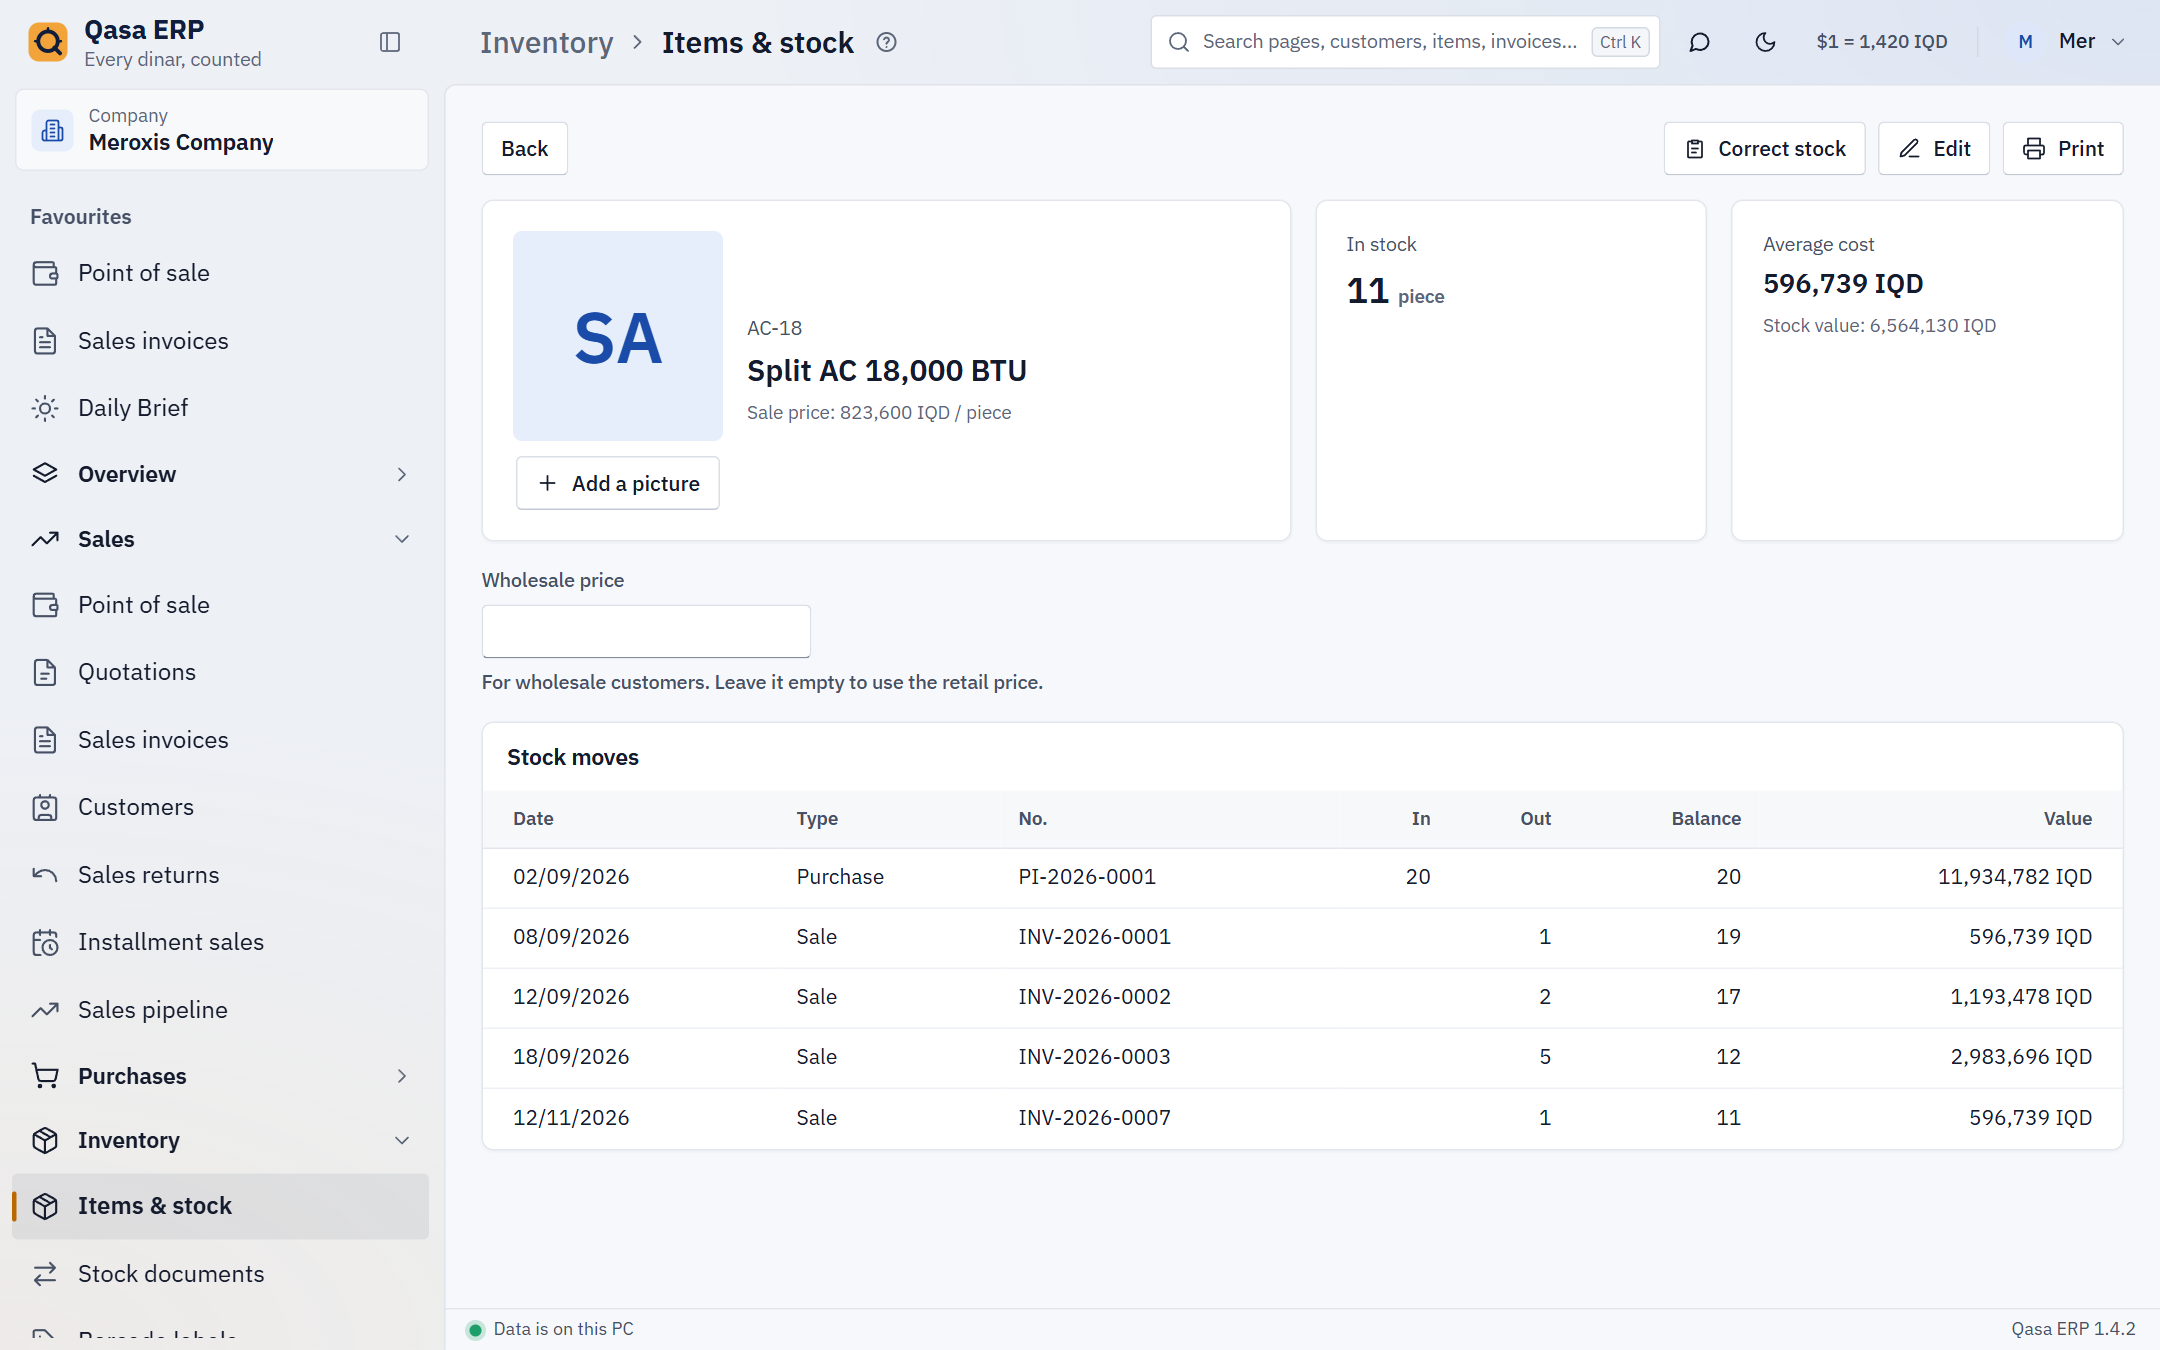 Qasa ERP
Every dinar, counted
Inventory > Items & stock
Search pages, customers, items, invoices... Ctrl K
$1 = 1,420 IQD
M Mer
Company
Meroxis Company
Favourites
Point of sale
Sales invoices
Daily Brief
Overview
Sales
Point of sale
Quotations
Sales invoices
Customers
Sales returns
Installment sales
Sales pipeline
Purchases
Inventory
Items & stock
Stock documents
Barcode labels
Back
Correct stock
Edit
Print
SA
AC-18
Split AC 18,000 BTU
Sale price: 823,600 IQD / piece
Add a picture
In stock
11 piece
Average cost
596,739 IQD
Stock value: 6,564,130 IQD
Wholesale price
For wholesale customers. Leave it empty to use the retail price.
Stock moves
Date Type No. In Out Balance Value
02/09/2026 Purchase PI-2026-0001 20 20 11,934,782 IQD
08/09/2026 Sale INV-2026-0001 1 19 596,739 IQD
12/09/2026 Sale INV-2026-0002 2 17 1,193,478 IQD
18/09/2026 Sale INV-2026-0003 5 12 2,983,696 IQD
12/11/2026 Sale INV-2026-0007 1 11 596,739 IQD
Data is on this PC
Qasa ERP 1.4.2